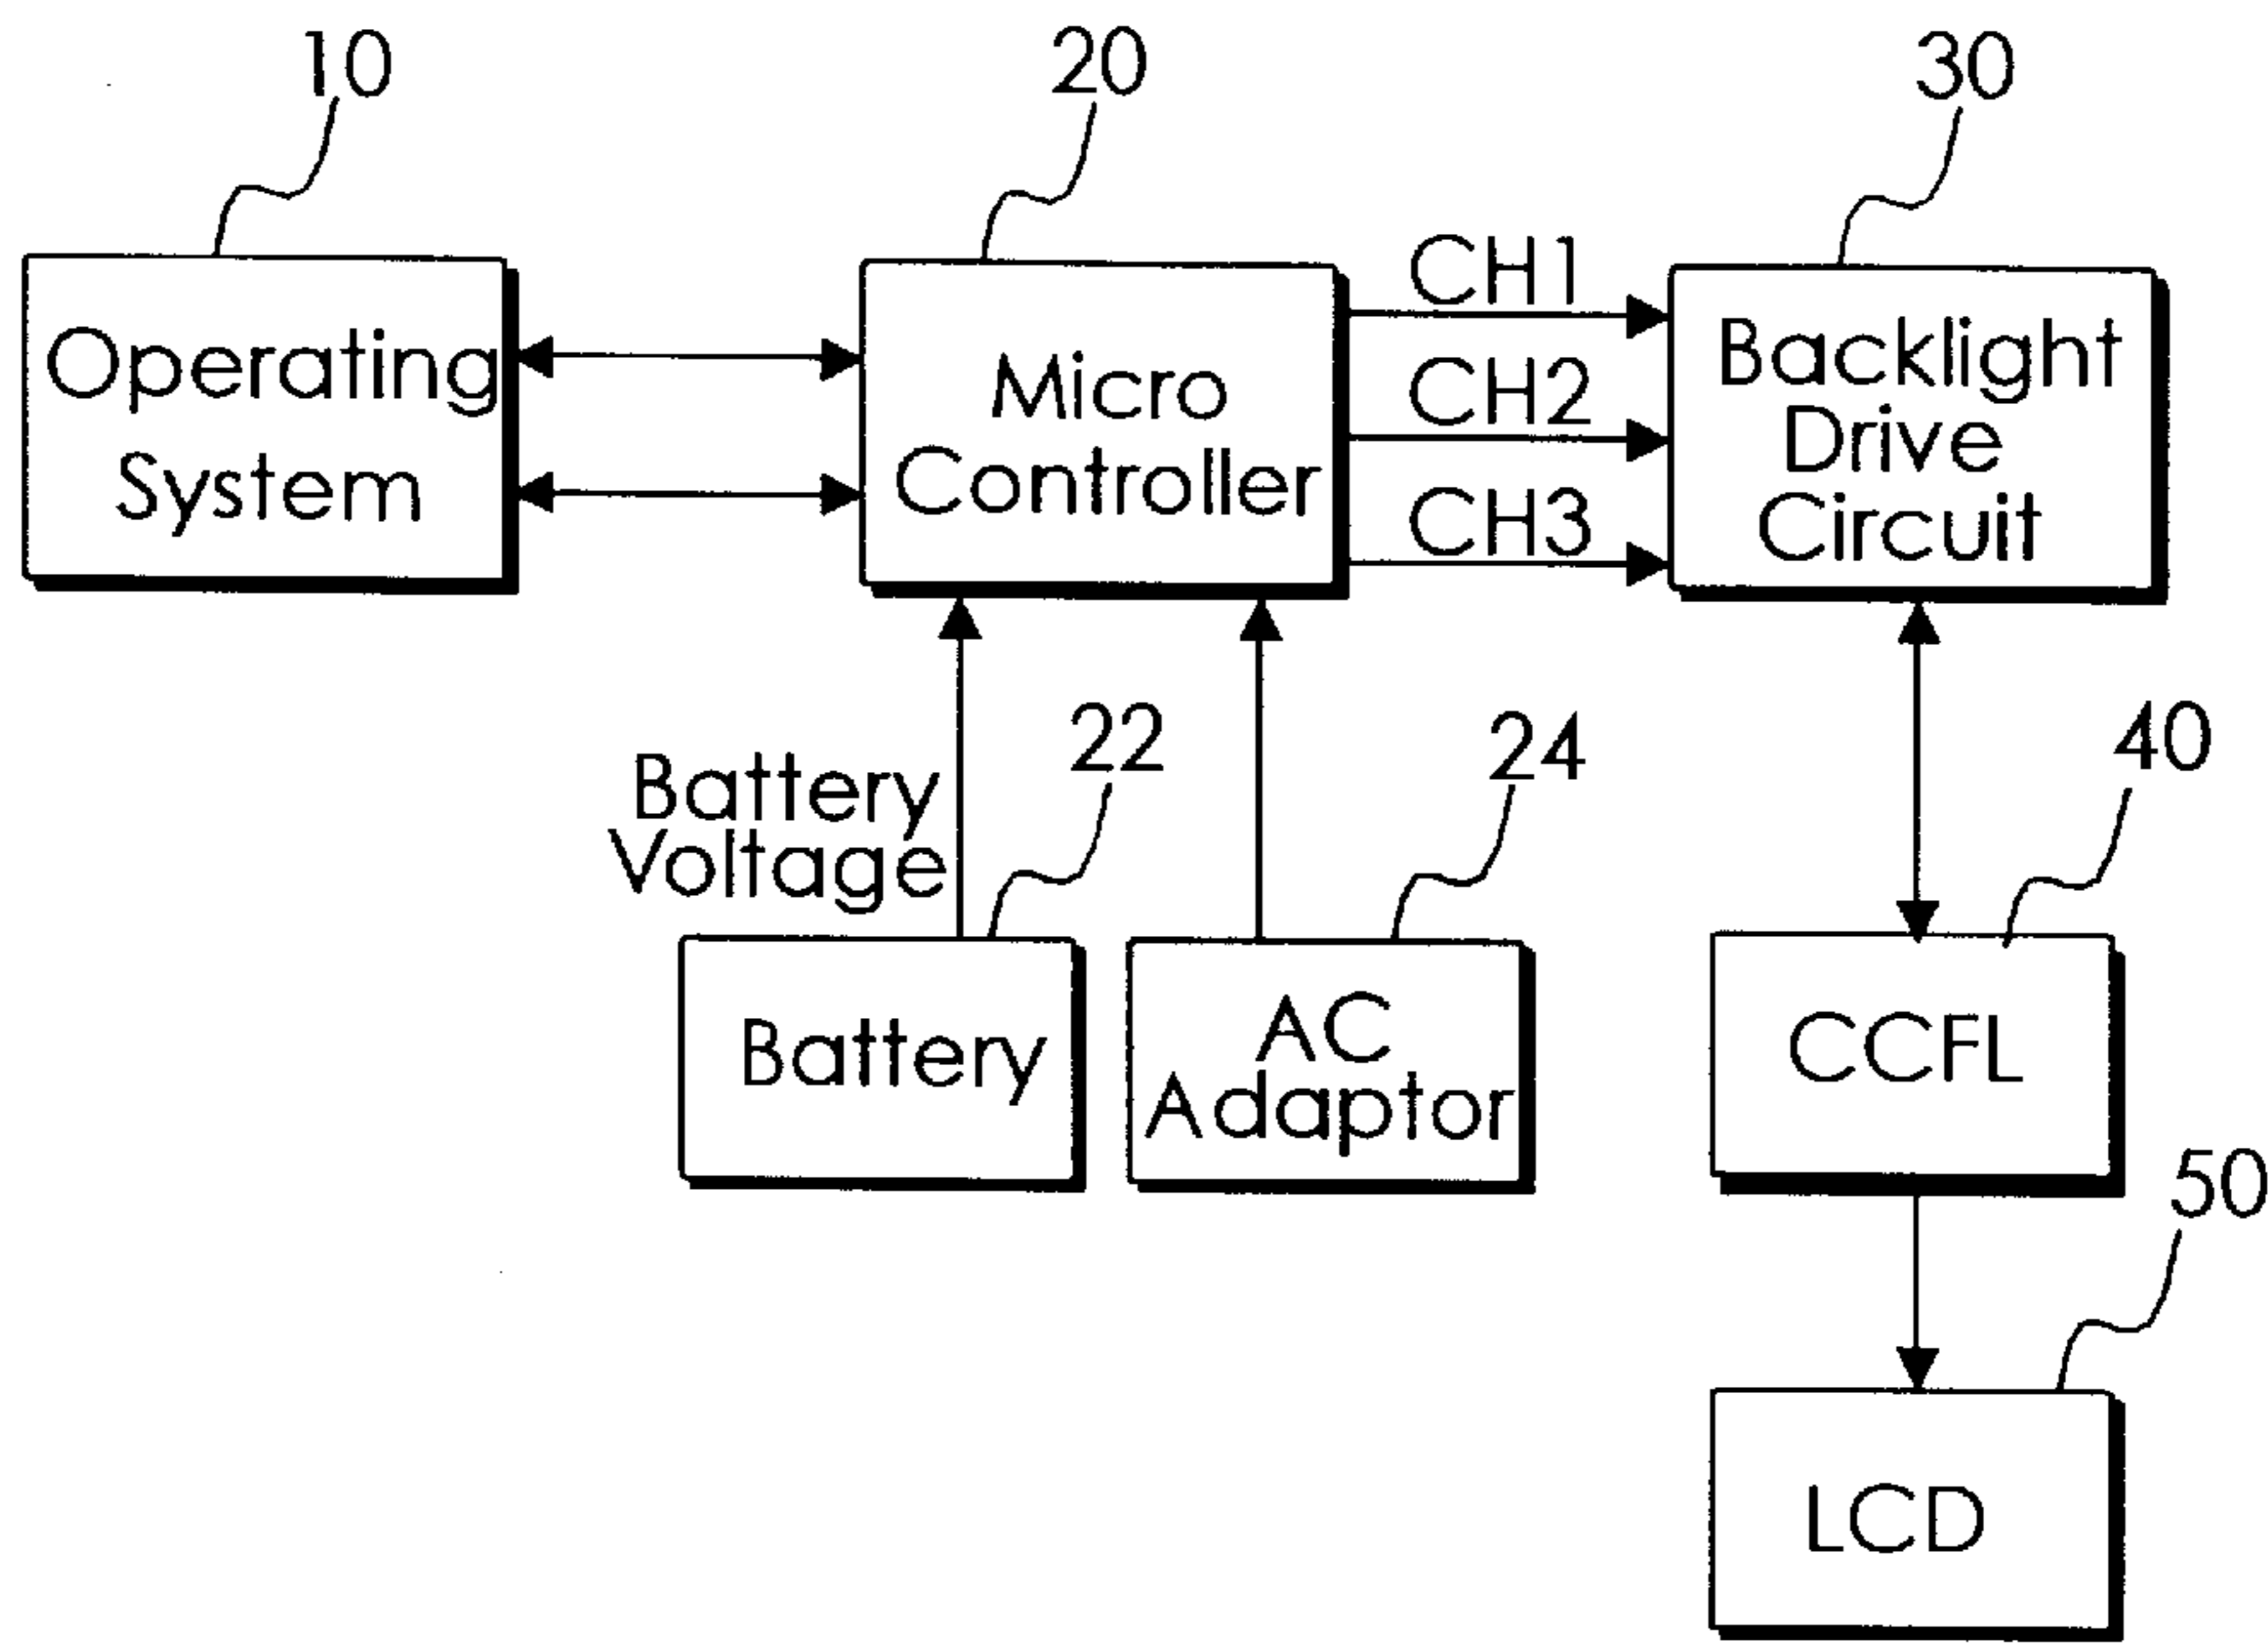 10
20
30
Operating
System
Micro
Controller
CH1
CH2
CH3
Backlight
Drive
Circuit
Battery
Voltage
22
24
40
Battery
AC
Adaptor
CCFL
50
LCD